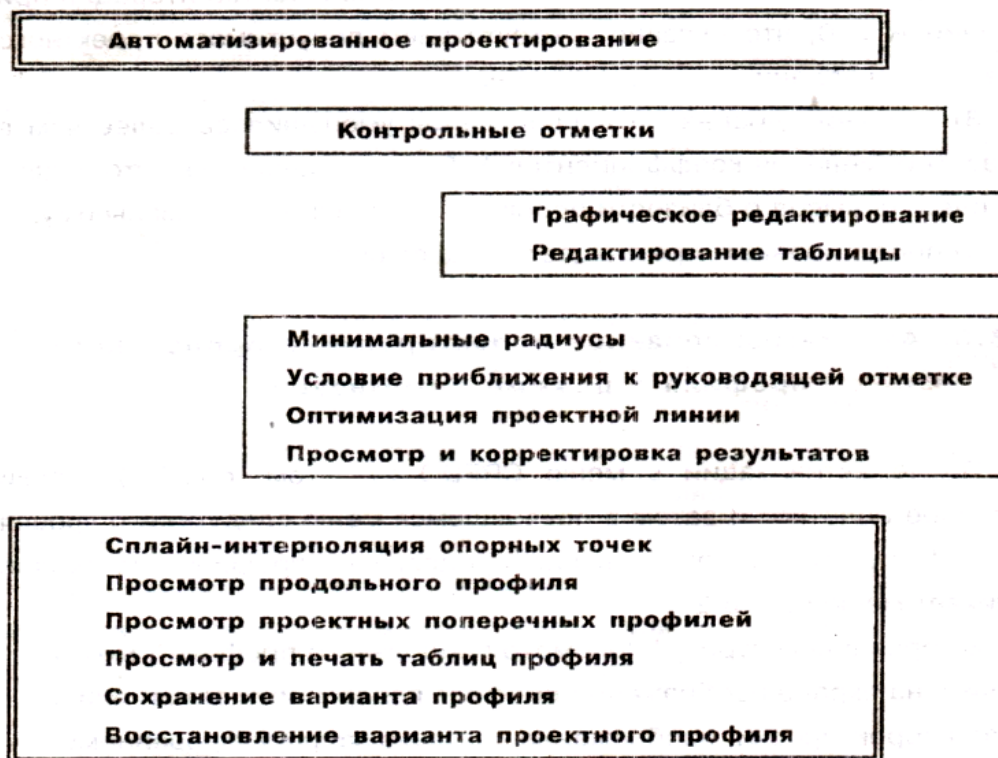 Автоматизированное проектирование
Контрольные отметки
Графическое редактирование
Редактирование таблицы
Минимальные радиусы
Условие приближения к руководящей отметке
Оптимизация проектной линии
Просмотр и корректировка результатов
Сплайн-интерполяция опорных точек
Просмотр продольного профиля
Просмотр проектных поперечных профилей
Просмотр и печать таблиц профиля
Сохранение варианта профиля
Восстановление варианта проектного профиля